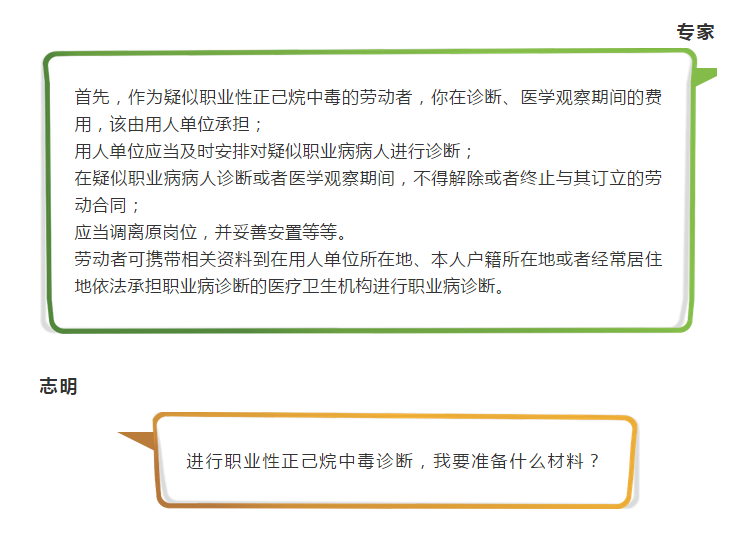 专家
首先，作为疑似职业性正己烷中毒的劳动者，你在诊断、医学观察期间的费
用，该由用人单位承担；
用人单位应当及时安排对疑似职业病病人进行诊断；
在疑似职业病病人诊断或者医学观察期间，不得解除或者终止与其订立的劳
动合同；
应当调离原岗位，并妥善安置等等。
劳动者可携带相关资料到在用人单位所在地、本人户籍所在地或者经常居住
地依法承担职业病诊断的医疗卫生机构进行职业病诊断。
志明
进行职业性正己烷中毒诊断，我要准备什么材料？